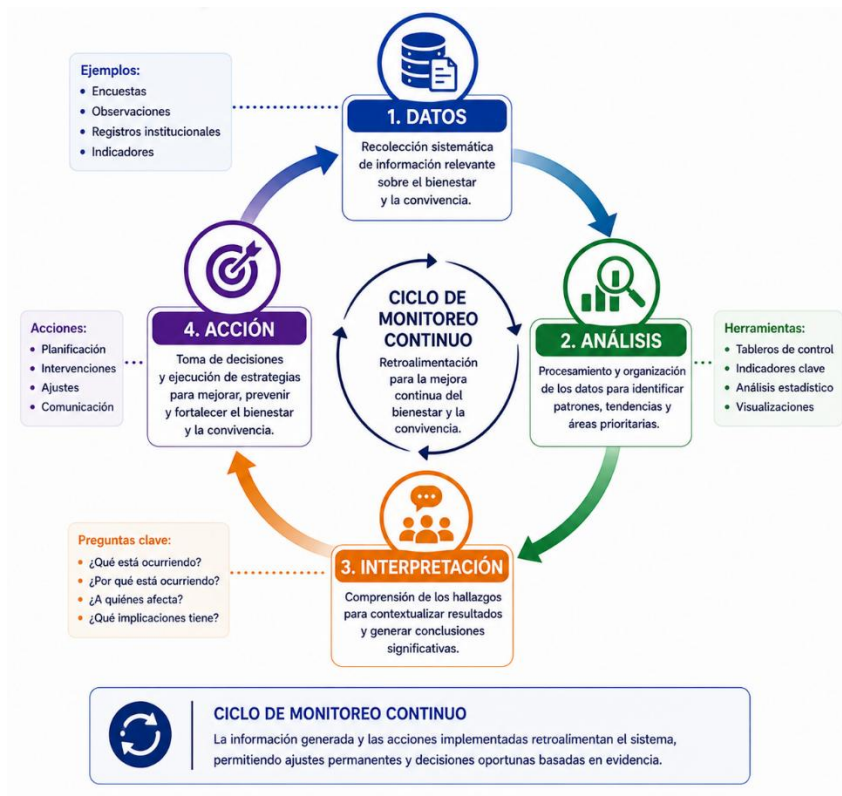 Ejemplos:
• Encuestas
• Observaciones
• Registros institucionales
• Indicadores
1. DATOS
Recolección sistemática
de información relevante
sobre el bienestar
y la convivencia.
2. ANÁLISIS
Procesamiento y organización
de los datos para identificar
patrones, tendencias y
áreas prioritarias.
Herramientas:
• Tableros de control
• Indicadores clave
• Análisis estadístico
• Visualizaciones
CICLO DE
MONITOREO
CONTINUO
Retroalimentación
para la mejora
continua del
bienestar y la
convivencia.
Acciones:
• Planificación
• Intervenciones
• Ajustes
• Comunicación
4. ACCIÓN
Toma de decisiones
y ejecución de estrategias
para mejorar, prevenir
y fortalecer el bienestar
y la convivencia.
Preguntas clave:
• ¿Qué está ocurriendo?
• ¿Por qué está ocurriendo?
• ¿A quiénes afecta?
• ¿Qué implicaciones tiene?
3. INTERPRETACIÓN
Comprensión de los hallazgos
para contextualizar resultados
y generar conclusiones
significativas.
CICLO DE MONITOREO CONTINUO
La información generada y las acciones implementadas retroalimentan el sistema,
permitiendo ajustes permanentes y decisiones oportunas basadas en evidencia.